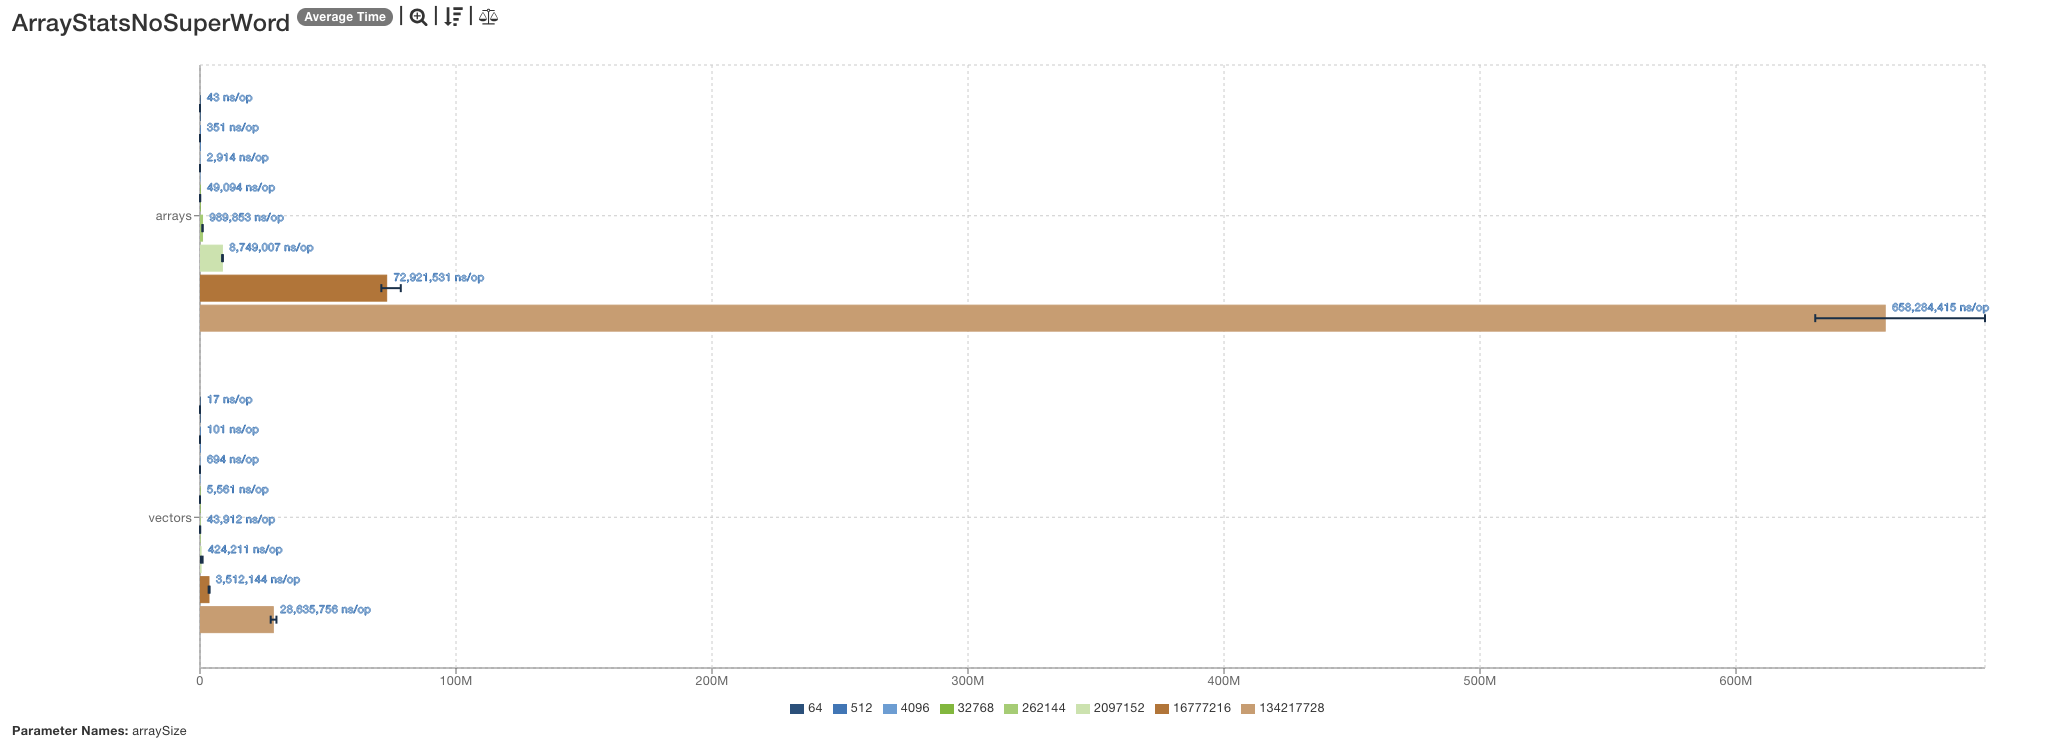 ArrayStatsNoSuperWord Average Time
43 ns/op
351 ns/op
2,914 ns/op
49,094 ns/op
arrays
989,853 ns/op
8,749,007 ns/op
72,921,531 ns/op
658,284,415 ns/op
17 ns/op
101 ns/op
694 ns/op
5,561 ns/op
vectors
43,912 ns/op
424,211 ns/op
3,512,144 ns/op
28,635,756 ns/op
0 100M 200M 300M 400M 500M 600M
64 512 4096 32768 262144 2097152 16777216 134217728
Parameter Names: arraySize